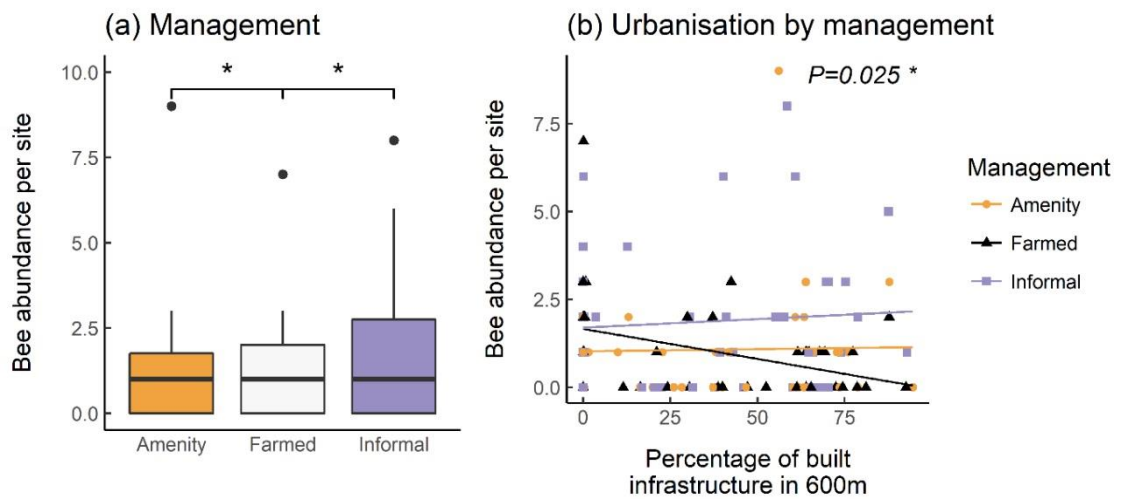 (a) Management
*
*
Bee abundance per site
10.0
7.5
5.0
2.5
0.0
Amenity
Farmed
Informal
(b) Urbanisation by management
P=0.025 *
Bee abundance per site
7.5
5.0
2.5
0.0
0
25
50
75
Percentage of built
infrastructure in 600m
Management
Amenity
Farmed
Informal